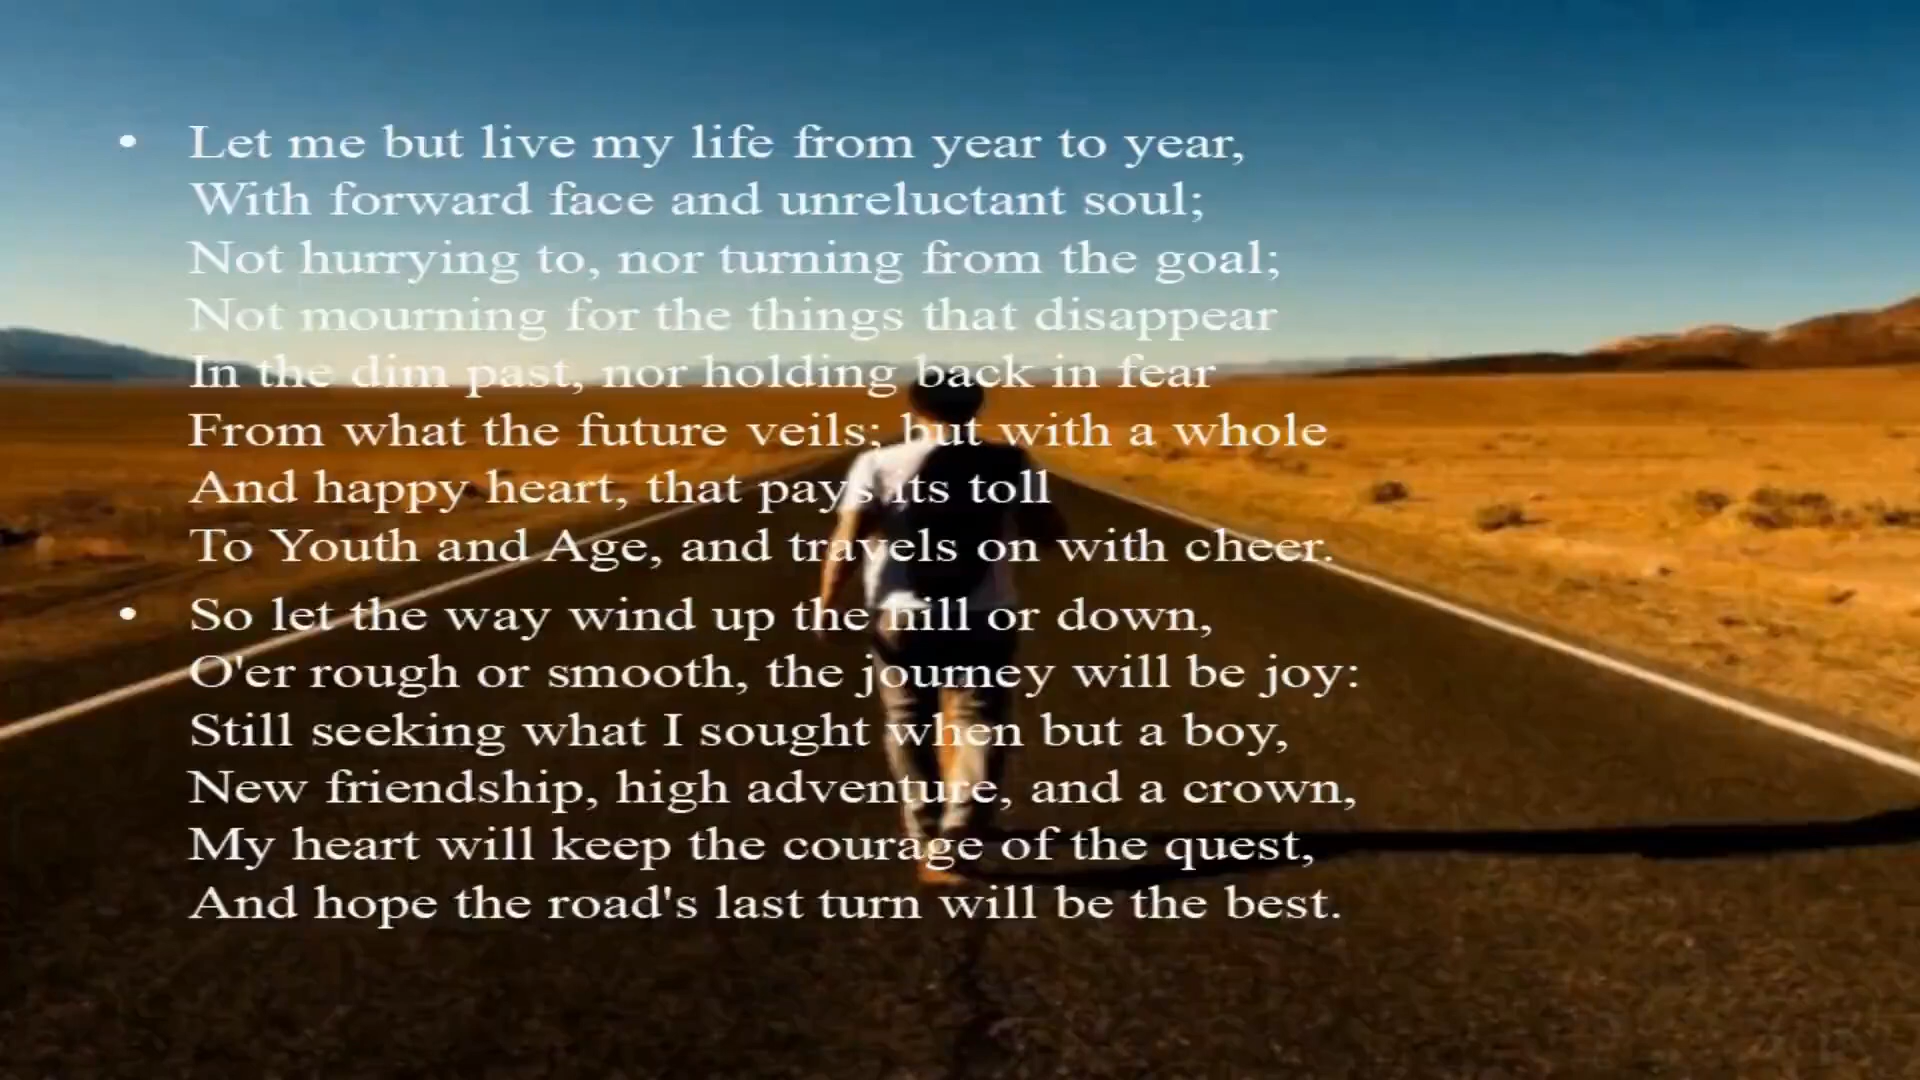 • Let me but live my life from year to year,
With forward face and unreluctant soul;
Not hurrying to, nor turning from the goal;
Not mourning for the things that disappear
In the dim past, nor holding back in fear
From what the future veils; but with a whole
And happy heart, that pays its toll
To Youth and Age, and travels on with cheer.
• So let the way wind up the hill or down,
O'er rough or smooth, the journey will be joy:
Still seeking what I sought when but a boy,
New friendship, high adventure, and a crown,
My heart will keep the courage of the quest,
And hope the road's last turn will be the best.